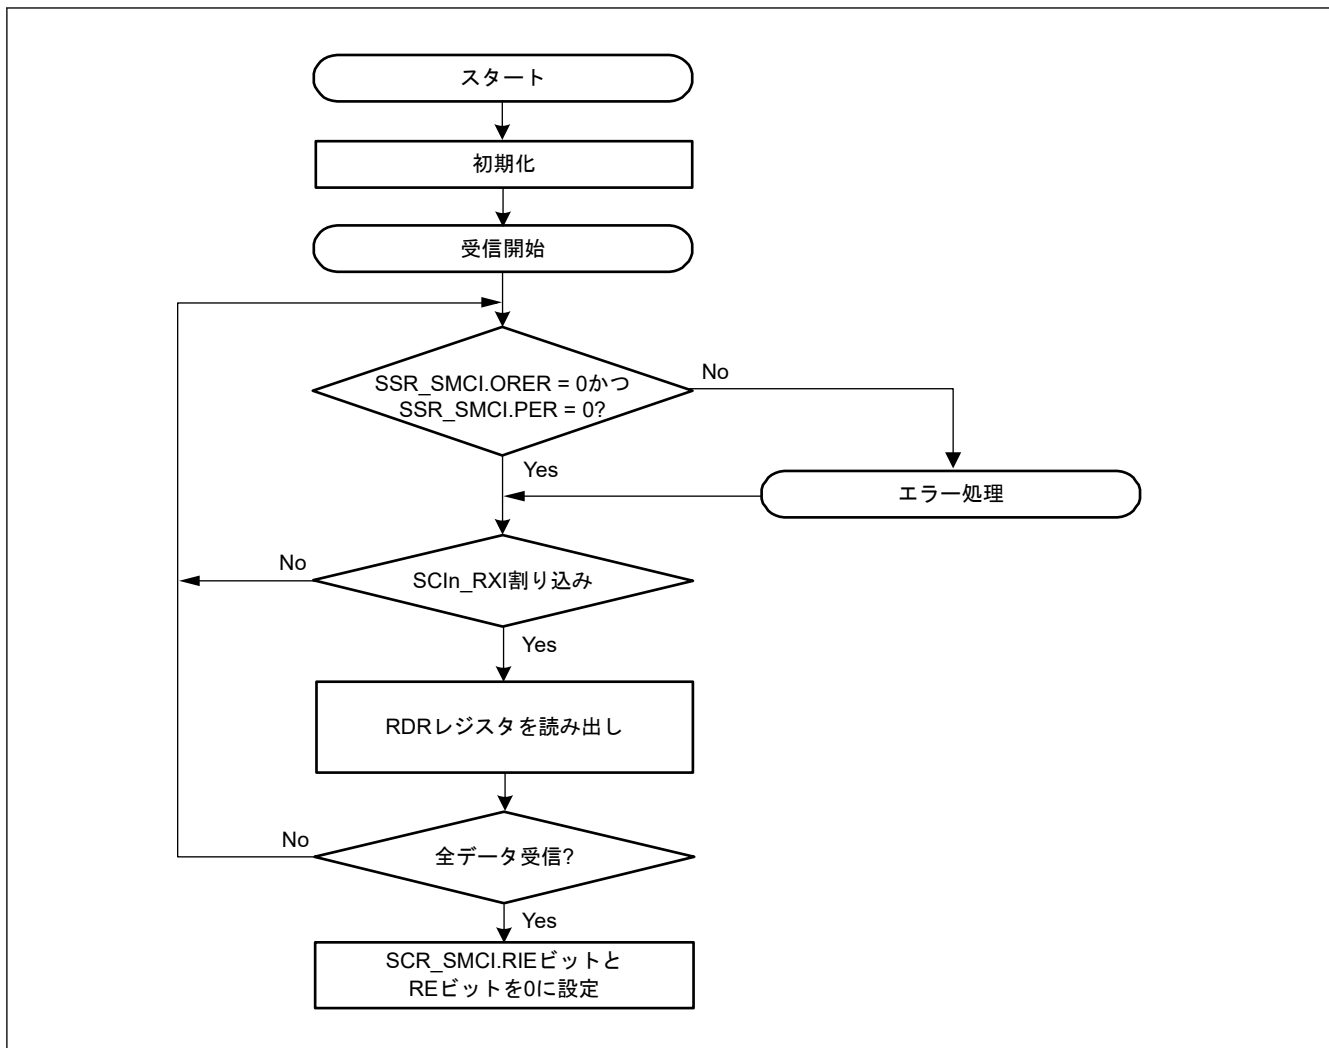 スタート
初期化
受信開始
SSR_SMCI.ORER = 0かつ
SSR_SMCI.PER = 0?
No
Yes
エラー処理
No
SCIn_RXI割り込み
Yes
RDRレジスタを読み出し
No
全データ受信?
Yes
SCR_SMCI.RIEビットと
REビットを0に設定